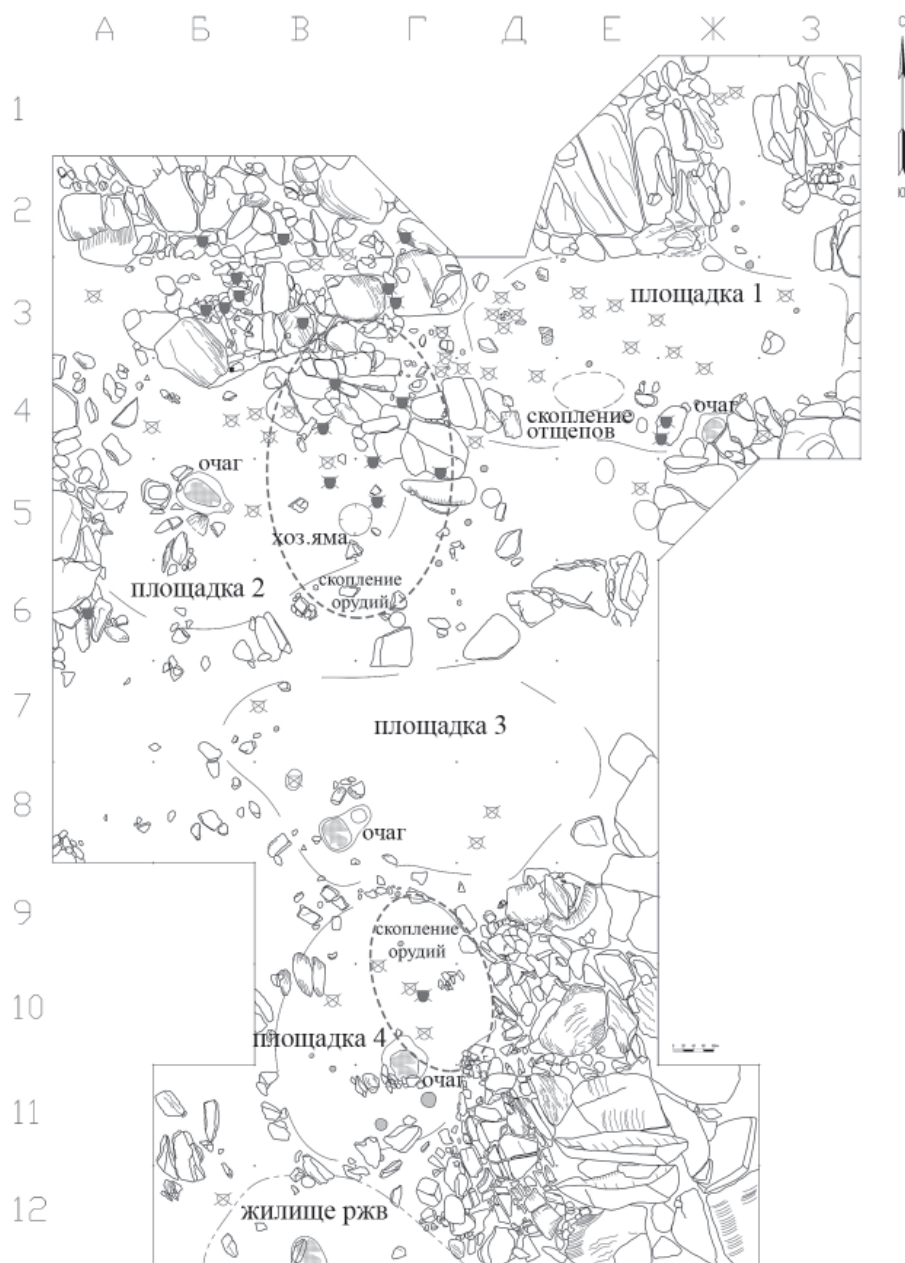 А Б В Г Д Е Ж З
С
1
2
площадка 1
3
4
скопление
отщепов
очаг
очаг
5
хоз.яма
площадка 2
скопление
орудий
6
7
площадка 3
8
очаг
9
скопление
орудий
10
площадка 4
очаг
11
12
жилище ржв